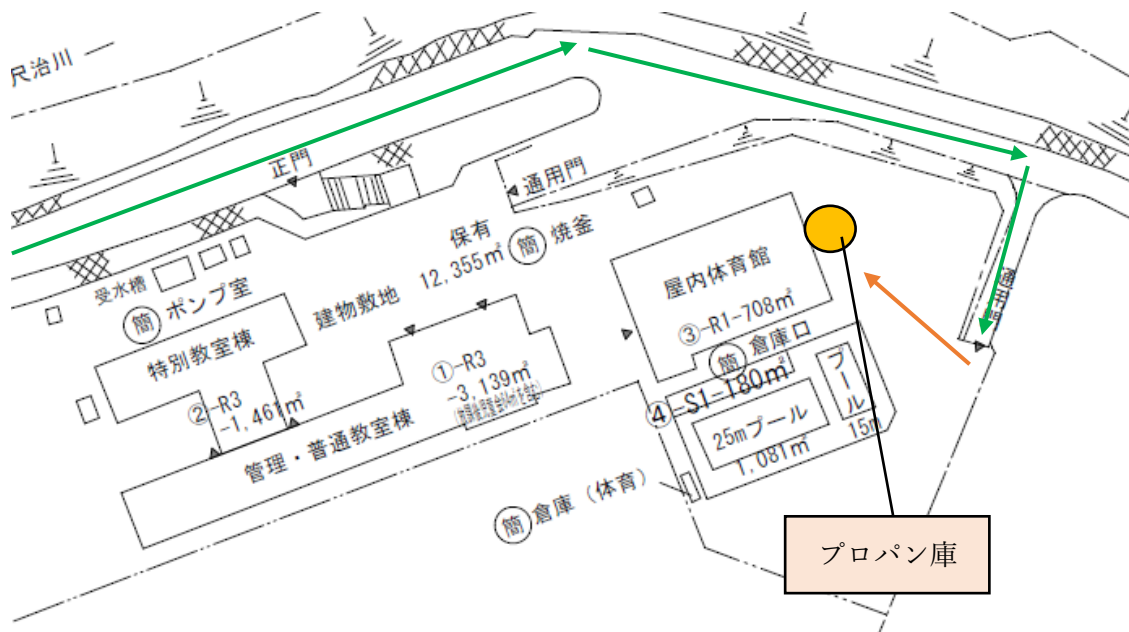 尺治川
正門
通用門
保有
12,355㎡
簡 焼釜
受水槽
簡 ポンプ室
建物敷地
屋内体育館
③-R1-708㎡
簡 倉庫口
特別教室棟
①-R3
-3,139㎡
②-R3
-1,461㎡
④-S1-180㎡
プール
15m
25mプール
1,081㎡
管理・普通教室棟
簡 倉庫（体育）
プロパン庫